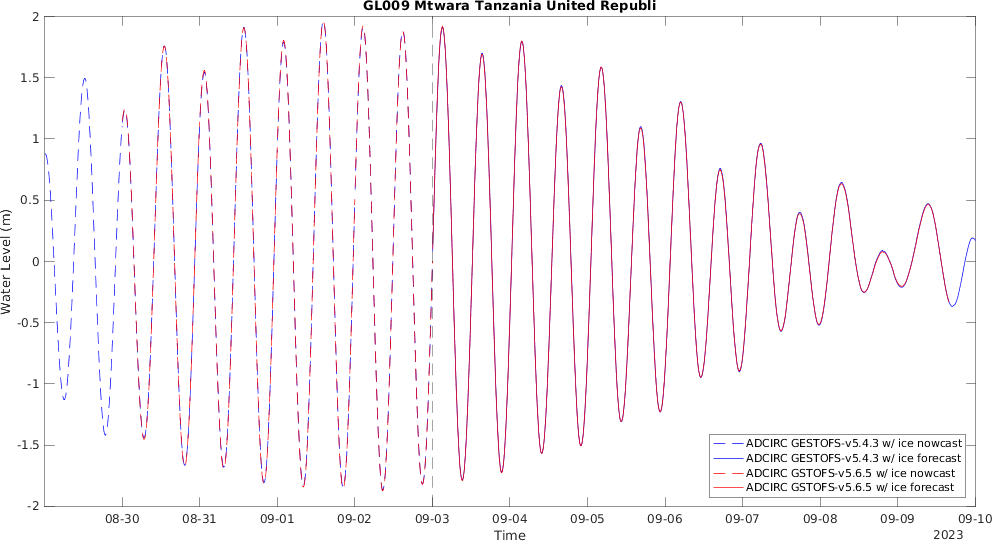 GL009 Mtwara Tanzania United Republi
2
1.5
1
0.5
0
-0.5
-1
-1.5
-2
Water Level (m)
ADCIRC GESTOFS-v5.4.3 w/ ice nowcast
ADCIRC GESTOFS-v5.4.3 w/ ice forecast
ADCIRC GSTOFS-v5.6.5 w/ ice nowcast
ADCIRC GSTOFS-v5.6.5 w/ ice forecast
08-30 08-31 09-01 09-02 09-03 09-04 09-05 09-06 09-07 09-08 09-09 09-10
Time
2023